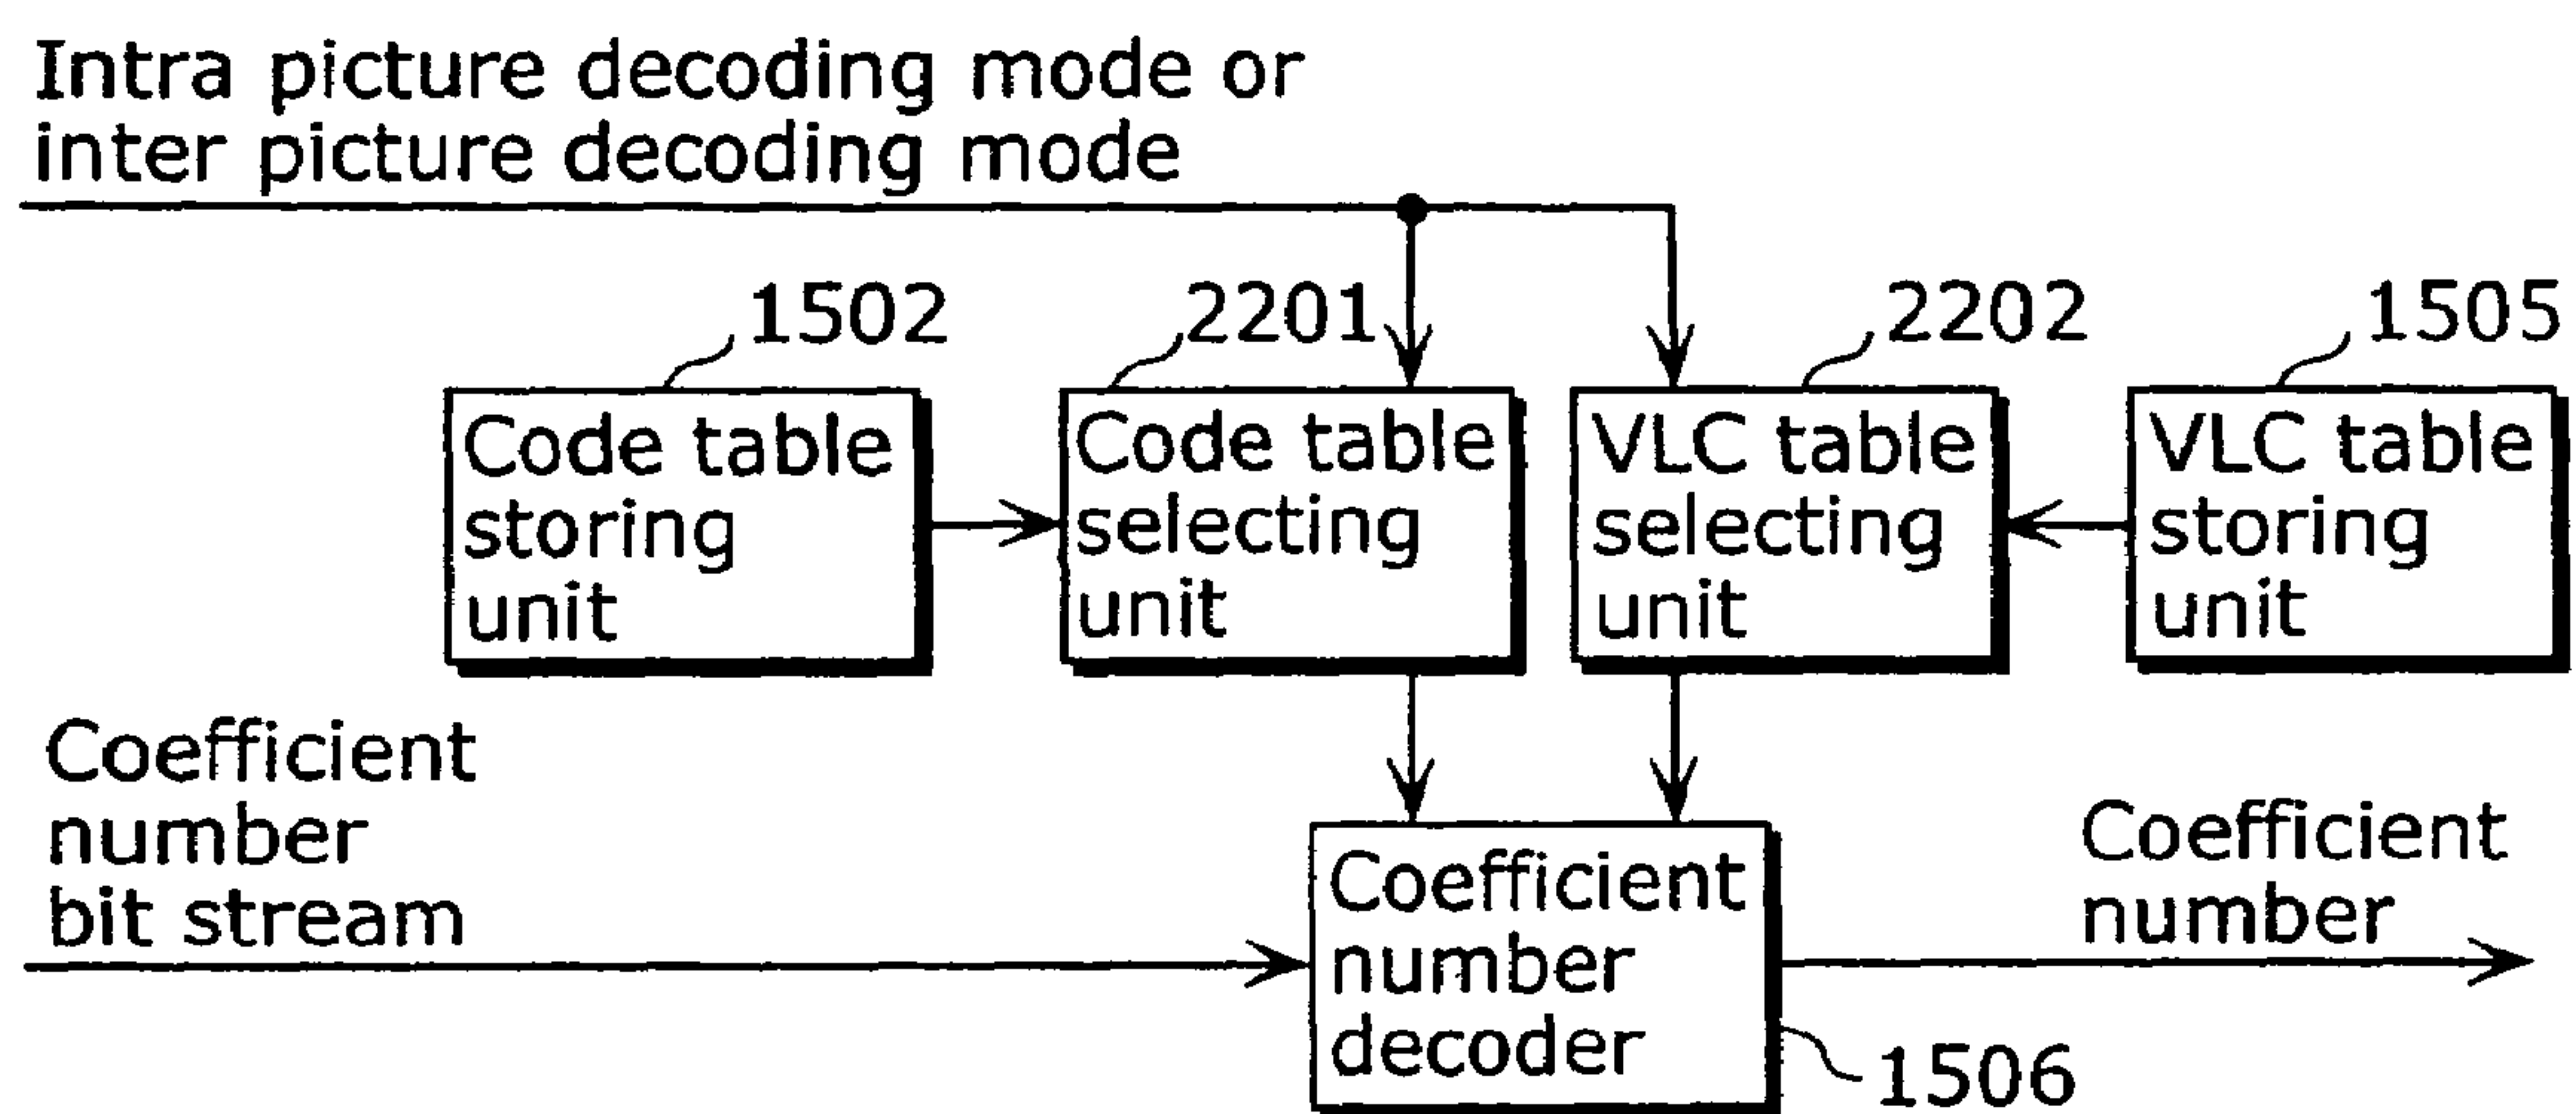 Intra picture decoding mode or
inter picture decoding mode
1502
2201
2202
1505
Code table
storing
unit
Code table
selecting
unit
VLC table
selecting
unit
VLC table
storing
unit
Coefficient
number
bit stream
Coefficient
number
decoder
Coefficient
number
1506